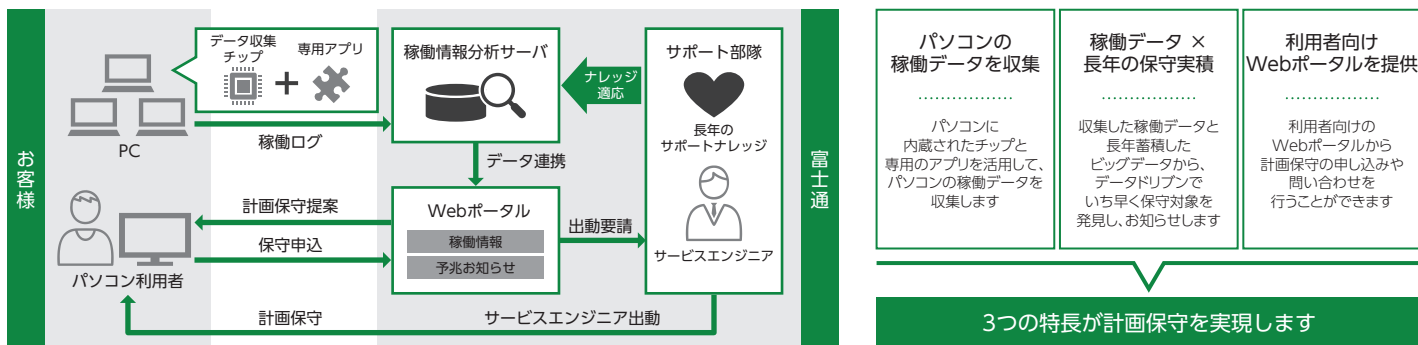 お客様
データ収集
チップ
専用アプリ
+
PC
稼働ログ
稼働情報分析サーバ
ナレッジ
適応
サポート部隊
長年の
サポートナレッジ
サービスエンジニア
富士通
データ連携
Webポータル
稼働情報
予兆お知らせ
計画保守提案
保守申込
出動要請
パソコン利用者
計画保守
サービスエンジニア出動
パソコンの
稼働データを収集
パソコンに
内蔵されたチップと
専用のアプリを活用して、
パソコンの稼働データを
収集します
稼働データ ×
長年の保守実績
収集した稼働データと
長年蓄積した
ビッグデータから、
データドリブンで
いち早く保守対象を
発見し、お知らせします
利用者向け
Webポータルを提供
利用者向けの
Webポータルから
計画保守の申し込みや
問い合わせを
行うことができます
3つの特長が計画保守を実現します